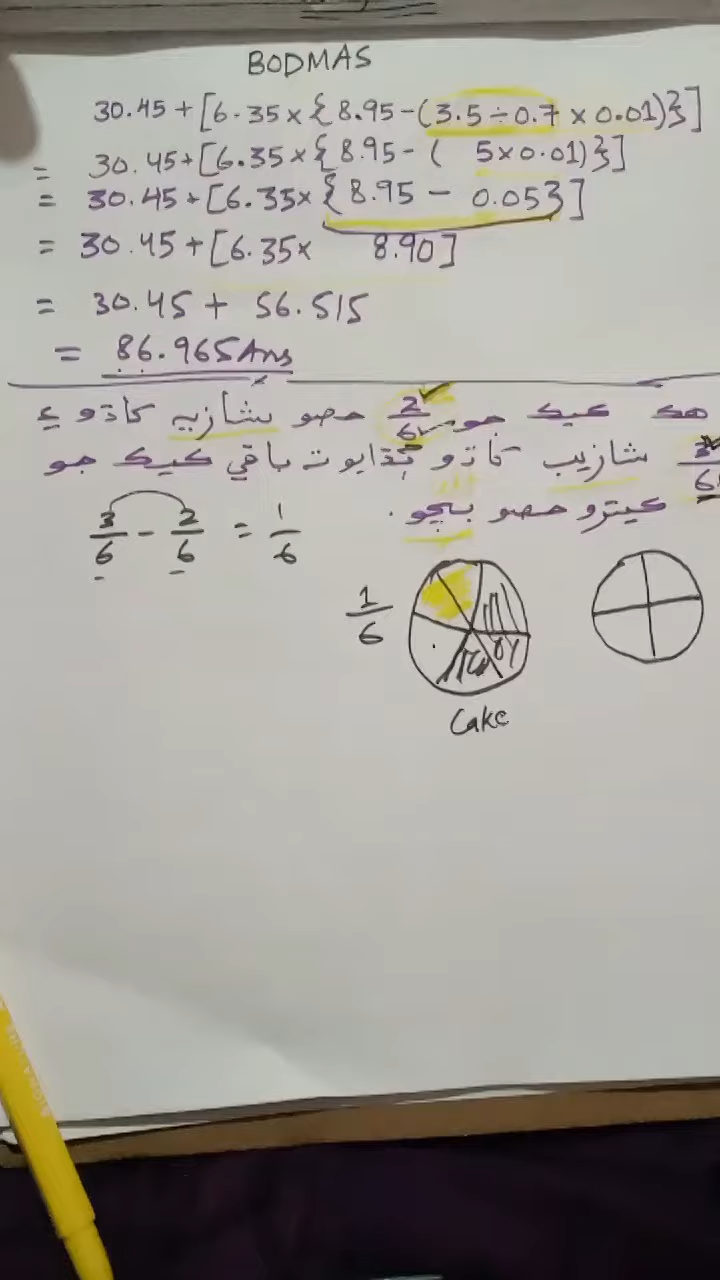 BODMAS
30.45 + [6.35 × {8.95 - (3.5 ÷ 0.7 × 0.01)}]
= 30.45 + [6.35 × {8.95 - ( 5 × 0.01)}]
= 30.45 + [6.35 × {8.95 - 0.05}]
= 30.45 + [6.35 × 8.90]
= 30.45 + 56.515
= 86.965 Ans
هڪ ڪيڪ جو 2/6 حصو شازيه کاڌو ۽
3/6 شازيب کاڌو ٻڌايو ته باقي ڪيڪ جو
ڪيترو حصو بچو.
3/6 - 2/6 = 1/6
1/6
Cake